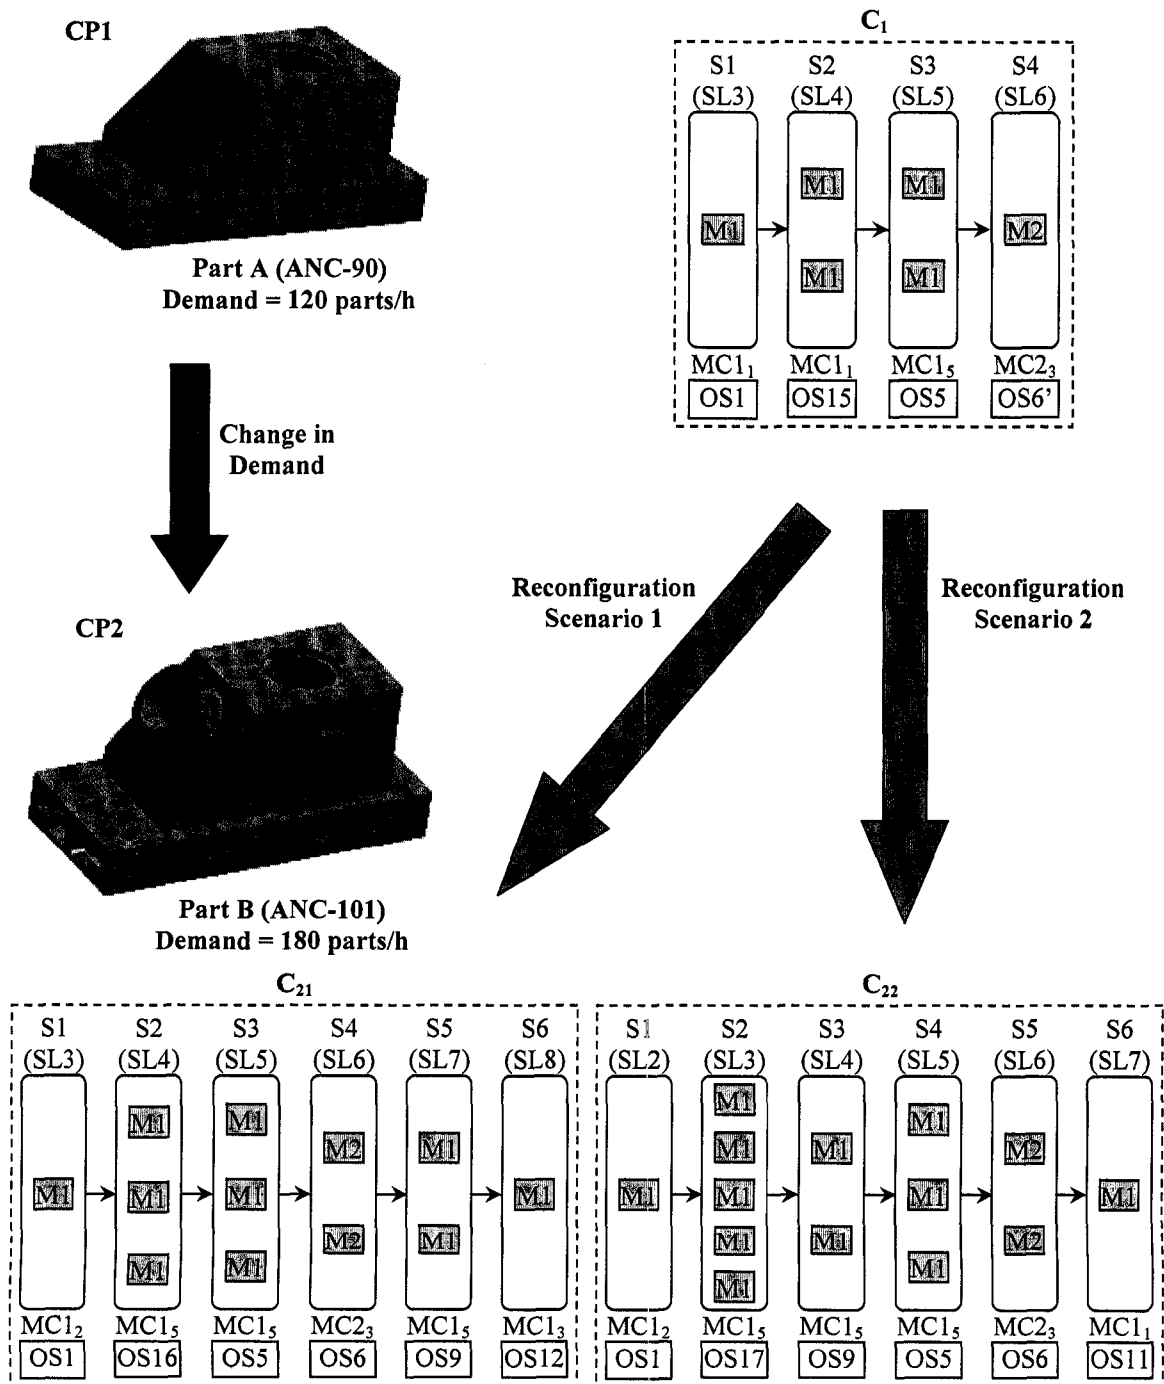 CP1
Part A (ANC-90)
Demand = 120 parts/h
Change in
Demand
CP2
Part B (ANC-101)
Demand = 180 parts/h
C₁
S1 S2 S3 S4
(SL3) (SL4) (SL5) (SL6)
M1 M1
M1 M2
M1 M1
MC1₁ MC1₁ MC1₅ MC2₃
OS1 OS15 OS5 OS6’
Reconfiguration
Scenario 1
Reconfiguration
Scenario 2
C₂₁
S1 S2 S3 S4 S5 S6
(SL3) (SL4) (SL5) (SL6) (SL7) (SL8)
M1 M1
M2 M1
M1 M1 M1 M1
M2 M1
M1 M1
MC1₂ MC1₅ MC1₅ MC2₃ MC1₅ MC1₃
OS1 OS16 OS5 OS6 OS9 OS12
C₂₂
S1 S2 S3 S4 S5 S6
(SL2) (SL3) (SL4) (SL5) (SL6) (SL7)
M1
M1
M1 M1 M2
M1 M1 M1 M1
M1 M1 M2
M1 M1
MC1₂ MC1₅ MC1₅ MC1₅ MC2₃ MC1₁
OS1 OS17 OS9 OS5 OS6 OS11